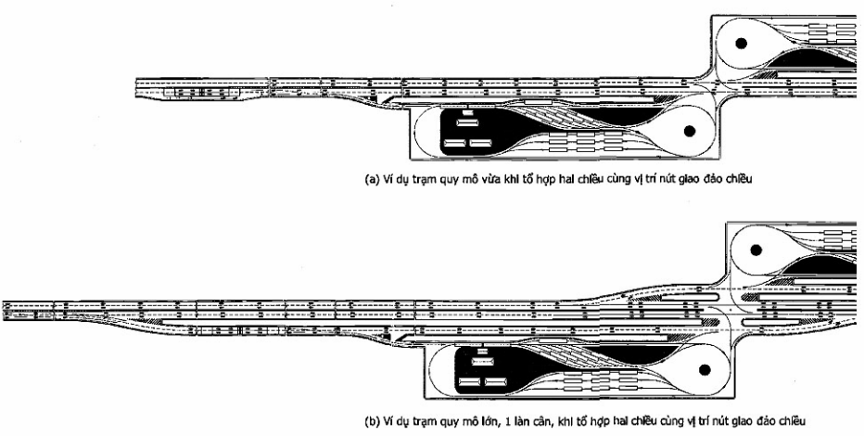 (a) Ví dụ trạm quy mô vừa khi tổ hợp hai chiều cùng vị trí nút giao đảo chiều
(b) Ví dụ trạm quy mô lớn, 1 làn cân, khi tổ hợp hai chiều cùng vị trí nút giao đảo chiều